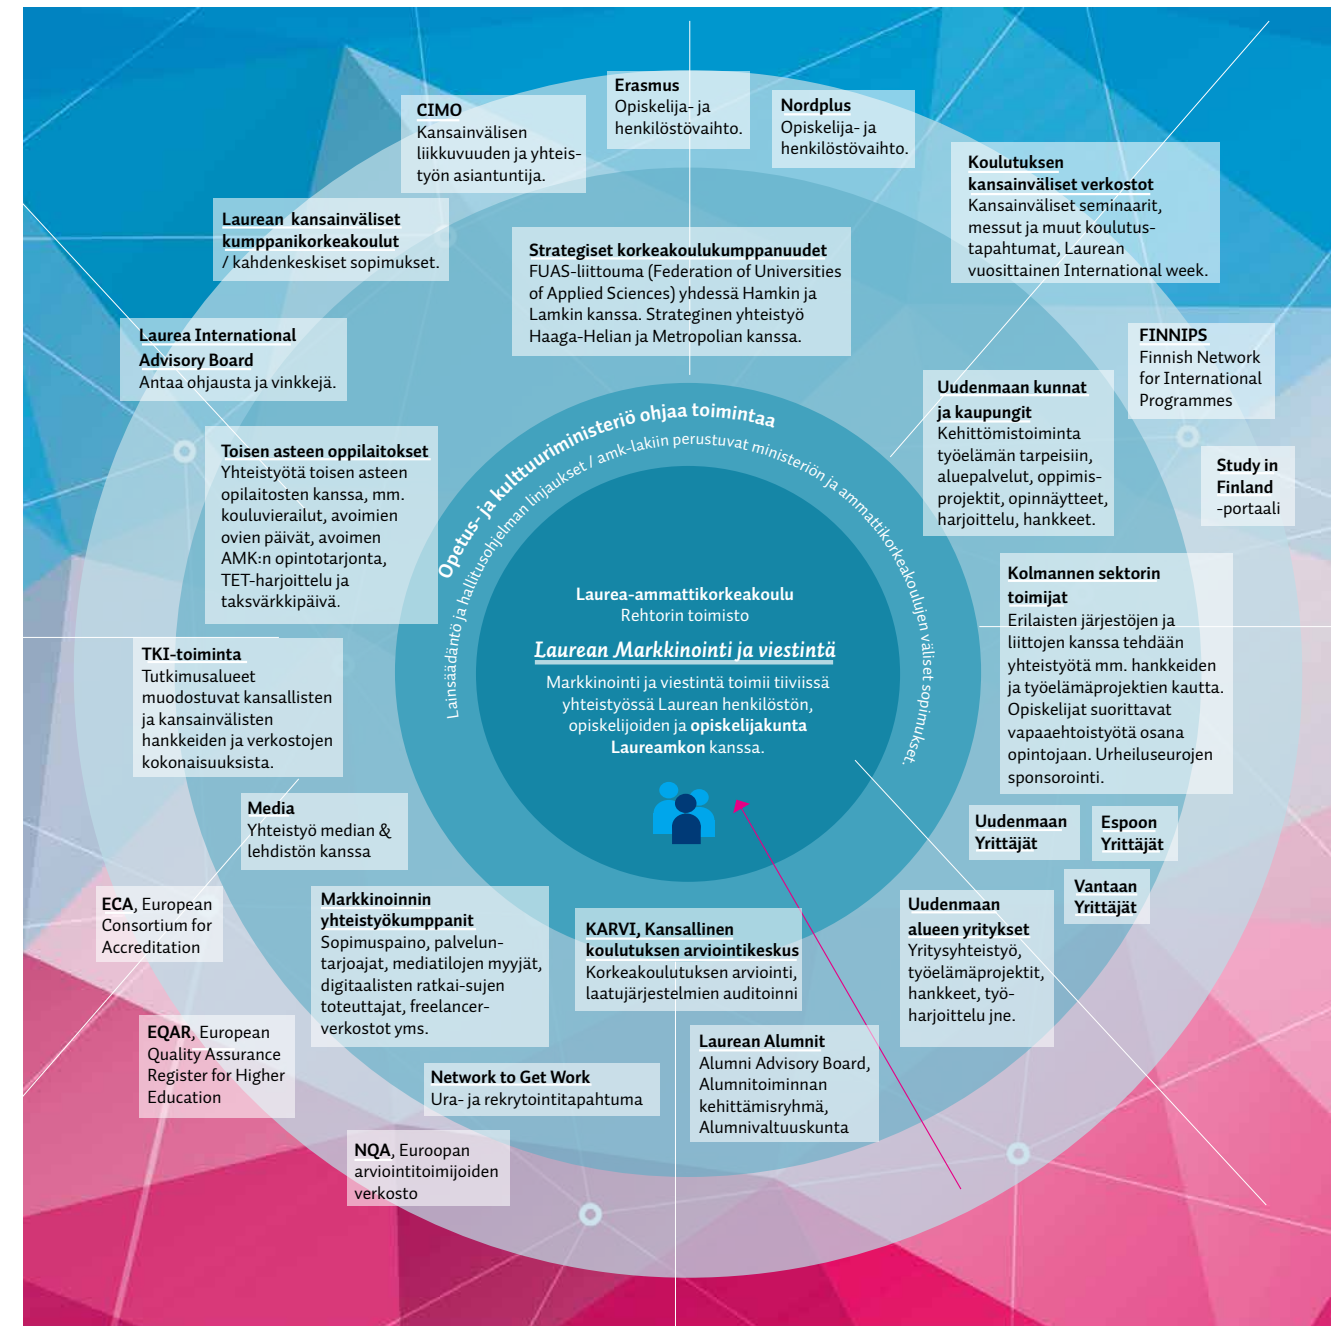 Erasmus
Opiskelija- ja
henkilöstövaihto.
CIMO
Kansainvälisen
liikkuvuuden ja yhteis-
työn asiantuntija.
Nordplus
Opiskelija- ja
henkilöstövaihto.
Koulutuksen
kansainväliset verkostot
Kansainväliset seminaarit,
messut ja muut koulutus-
tapahtumat, Laurean
vuosittainen International week.
Laurean kansainväliset
kumppanikorkeakoulut
/ kahdenkeskiset sopimukset.
Strategiset korkeakoulukumppanuudet
FUAS-liittouma (Federation of Universities
of Applied Sciences) yhdessä Hamkin ja
Lamkin kanssa. Strateginen yhteistyö
Haaga-Helian ja Metropolian kanssa.
Laurea International
Advisory Board
Antaa ohjausta ja vinkkejä.
FINNIPS
Finnish Network
for International
Programmes
Uudenmaan kunnat
ja kaupungit
Kehittömistoiminta
työelämän tarpeisiin,
aluepalvelut, oppimis-
projektit, opinnäytteet,
harjoittelu, hankkeet.
Study in
Finland
-portaali
Toisen asteen oppilaitokset
Yhteistyötä toisen asteen
opilaitosten kanssa, mm.
kouluvierailut, avoimien
ovien päivät, avoimen
AMK:n opintotarjonta,
TET-harjoittelu ja
taksvärkkipäivä.
Opetus- ja kulttuuriministeriö ohjaa toimintaa
Lainsäädäntö ja hallitusohjelman linjaukset / amk-lakiin perustuvat ministeriön ja ammattikorkeakoulujen väliset sopimukset.
Laurea-ammattikorkeakoulu
Rehtorin toimisto
Laurean Markkinointi ja viestintä
Markkinointi ja viestintä toimii tiiviissä
yhteistyössä Laurean henkilöstön,
opiskelijoiden ja opiskelijakunta
Laureamkon kanssa.
Kolmannen sektorin
toimijat
Erilaisten järjestöjen ja
liittojen kanssa tehdään
yhteistyötä mm. hankkeiden
ja työelämäprojektien kautta.
Opiskelijat suorittavat
vapaaehtoistyötä osana
opintojaan. Urheiluseurojen
sponsorointi.
TKI-toiminta
Tutkimusalueet
muodostuvat kansallisten
ja kansainvälisten
hankkeiden ja verkostojen
kokonaisuuksista.
Media
Yhteistyö median &
lehdistön kanssa
Uudenmaan
Yrittäjät
Espoon
Yrittäjät
Vantaan
Yrittäjät
ECA, European
Consortium for
Accreditation
Markkinoinnin
yhteistyökumppanit
Sopimuspaino, palvelun-
tarjoajat, mediatilojen myyjät,
digitaalisten ratkai-sujen
toteuttajat, freelancer-
verkostot yms.
KARVI, Kansallinen
koulutuksen arviointikeskus
Korkeakoulutuksen arviointi,
laatujärjestelmien auditoinni
Uudenmaan
alueen yritykset
Yritysyhteistyö,
työelämäprojektit,
hankkeet, työ-
harjoittelu jne.
EQAR, European
Quality Assurance
Register for Higher
Education
Laurean Alumnit
Alumni Advisory Board,
Alumnitoiminnan
kehittämisryhmä,
Alumnivaltuuskunta
Network to Get Work
Ura- ja rekrytointitapahtuma
NQA, Euroopan
arviointitoimijoiden
verkosto